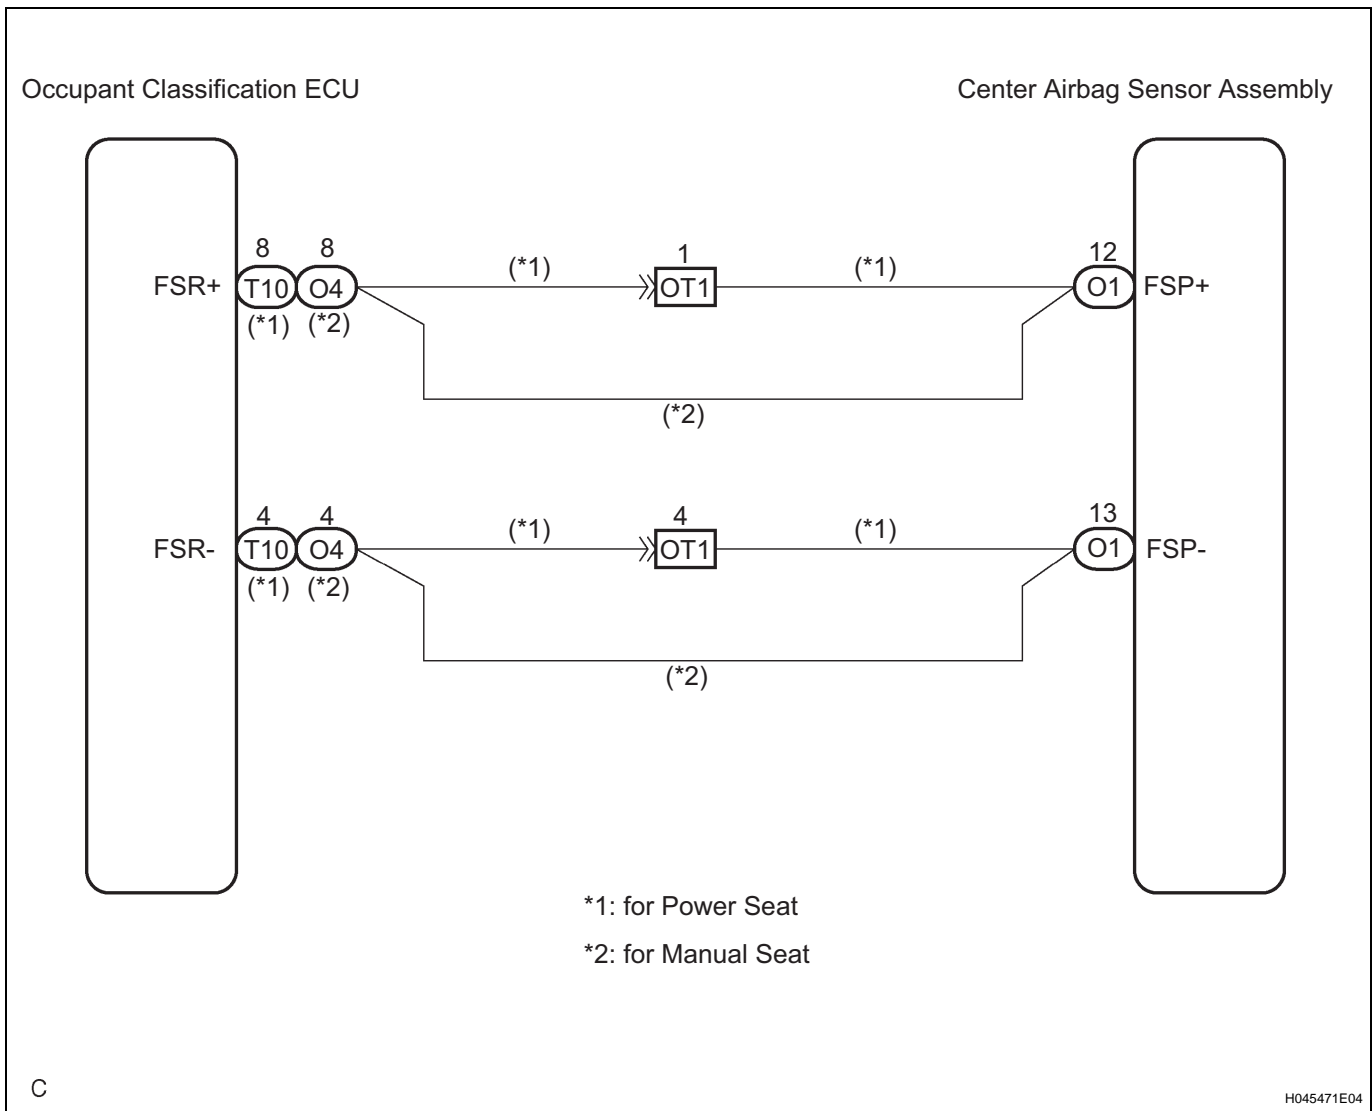 Occupant Classification ECU
Center Airbag Sensor Assembly
8 8 1 12
(*1) (*1)
FSR+ T10 O4 OT1 O1 FSP+
(*1) (*2)
(*2)
4 4 4 13
(*1) (*1)
FSR- T10 O4 OT1 O1 FSP-
(*1) (*2)
(*2)
*1: for Power Seat
*2: for Manual Seat
C
H045471E04